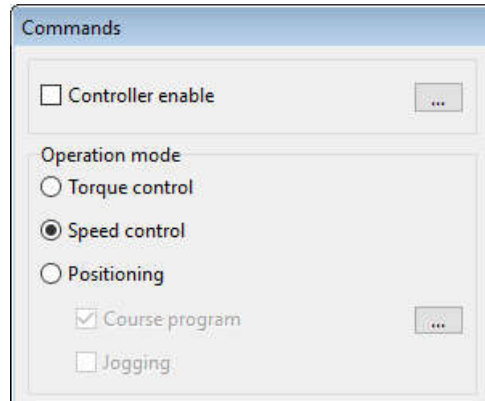 Commands
Controller enable ...
Operation mode
Torque control
Speed control
Positioning
Course program ...
Jogging